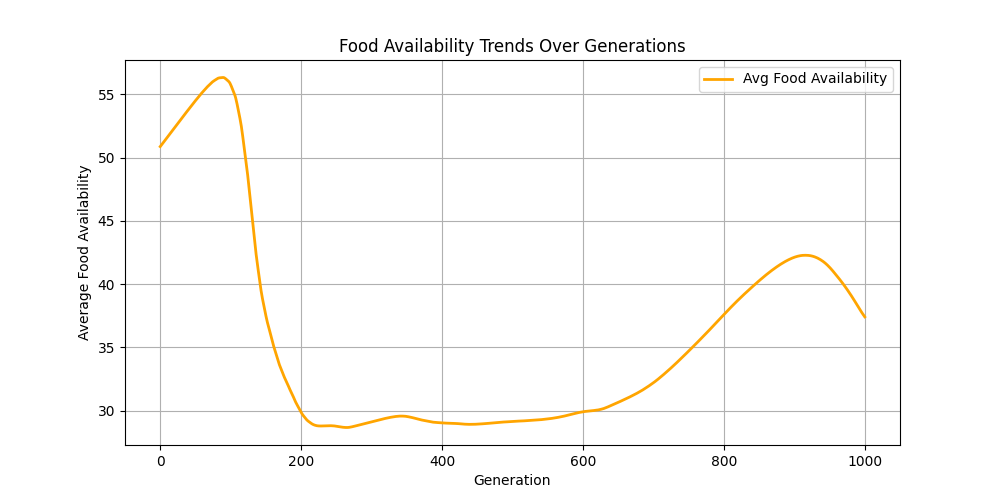 Food Availability Trends Over Generations
Avg Food Availability
Average Food Availability
55
50
45
40
35
30
0 200 400 600 800 1000
Generation